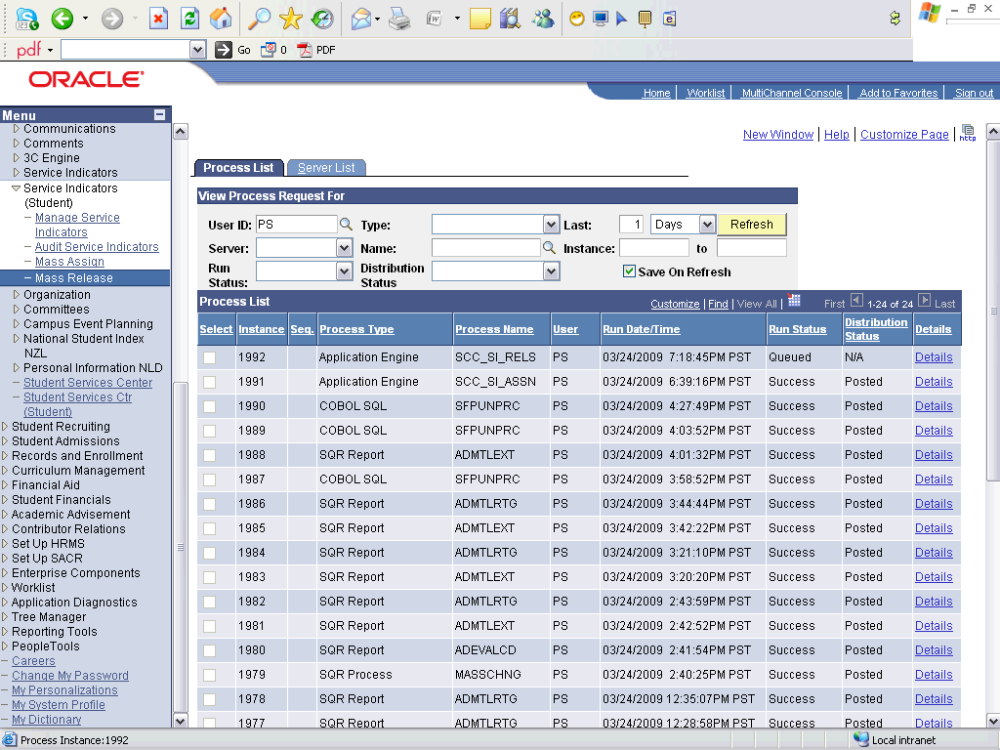 pdf
Go
0
PDF
ORACLE
Home | Worklist | MultiChannel Console | Add to Favorites | Sign out
Menu
Communications
Comments
3C Engine
Service Indicators
Service Indicators
(Student)
Manage Service
Indicators
Audit Service Indicators
Mass Assign
Mass Release
Organization
Committees
Campus Event Planning
National Student Index
NZL
Personal Information NLD
Student Services Center
Student Services Ctr
(Student)
Student Recruiting
Student Admissions
Records and Enrollment
Curriculum Management
Financial Aid
Student Financials
Academic Advisement
Contributor Relations
Set Up HRMS
Set Up SACR
Enterprise Components
Worklist
Application Diagnostics
Tree Manager
Reporting Tools
PeopleTools
Careers
Change My Password
My Personalizations
My System Profile
My Dictionary
New Window | Help | Customize Page
http
Process List Server List
View Process Request For
User ID: PS Type: Last: 1 Days Refresh
Server: Name: Instance: to
Run Status: Distribution Status Save On Refresh
Process List Customize | Find | View All First 1-24 of 24 Last
Select Instance Seq. Process Type Process Name User Run Date/Time Run Status Distribution Status Details
1992 Application Engine SCC_SI_RELS PS 03/24/2009 7:18:45PM PST Queued N/A Details
1991 Application Engine SCC_SI_ASSN PS 03/24/2009 6:39:16PM PST Success Posted Details
1990 COBOL SQL SFPUNPRC PS 03/24/2009 4:27:49PM PST Success Posted Details
1989 COBOL SQL SFPUNPRC PS 03/24/2009 4:03:52PM PST Success Posted Details
1988 SQR Report ADMTLEXT PS 03/24/2009 4:01:32PM PST Success Posted Details
1987 COBOL SQL SFPUNPRC PS 03/24/2009 3:58:52PM PST Success Posted Details
1986 SQR Report ADMTLRTG PS 03/24/2009 3:44:44PM PST Success Posted Details
1985 SQR Report ADMTLEXT PS 03/24/2009 3:42:22PM PST Success Posted Details
1984 SQR Report ADMTLRTG PS 03/24/2009 3:21:10PM PST Success Posted Details
1983 SQR Report ADMTLEXT PS 03/24/2009 3:20:20PM PST Success Posted Details
1982 SQR Report ADMTLRTG PS 03/24/2009 2:43:59PM PST Success Posted Details
1981 SQR Report ADMTLEXT PS 03/24/2009 2:42:52PM PST Success Posted Details
1980 SQR Report ADEVALCD PS 03/24/2009 2:41:54PM PST Success Posted Details
1979 SQR Process MASSCHNG PS 03/24/2009 2:40:25PM PST Success Posted Details
1978 SQR Report ADMTLRTG PS 03/24/2009 12:35:07PM PST Success Posted Details
1977 SQR Report ADMTLRTG PS 03/24/2009 12:28:58PM PST Success Posted Details
Process Instance:1992
Local intranet